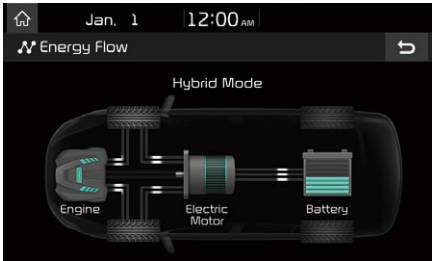 Jan. 1 12:00 AM
Energy Flow
Hybrid Mode
Engine
Electric
Motor
Battery